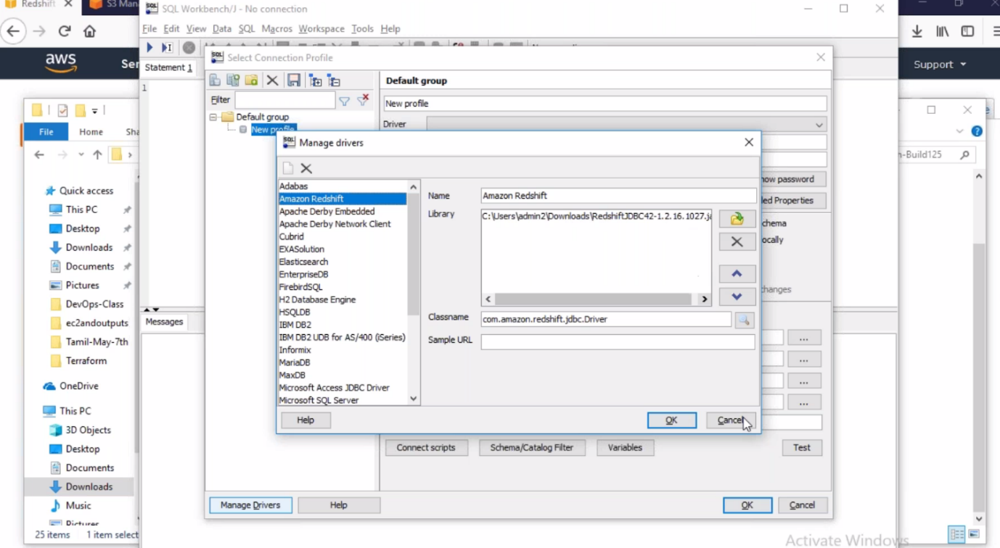 Redshift
S3 Man
SQL Workbench/J - No connection
File Edit View Data SQL Macros Workspace Tools Help
aws
Ser
Support
Statement 1
1
Select Connection Profile
Default group
Filter
New profile
Default group
New profile
Driver
File
Home
Sha
n-Build125
Manage drivers
now password
ed Properties
chema
ocally
changes
Quick access
This PC
Desktop
Downloads
Documents
Pictures
DevOps-Class
ec2andoutputs
Tamil-May-7th
Terraform
OneDrive
This PC
3D Objects
Desktop
Documents
Downloads
Music
Pictures
25 items 1 item select
Messages
Adabas
Amazon Redshift
Apache Derby Embedded
Apache Derby Network Client
Cubrid
EXASolution
Elasticsearch
EnterpriseDB
FirebirdSQL
H2 Database Engine
HSQLDB
IBM DB2
IBM DB2 UDB for AS/400 (iSeries)
Informix
MariaDB
MaxDB
Microsoft Access JDBC Driver
Microsoft SQL Server
Name Amazon Redshift
Library C:\Users\admin2\Downloads\RedshiftJDBC42-1.2.16.1027.ja
Classname com.amazon.redshift.jdbc.Driver
Sample URL
...
...
...
...
Help
OK
Cancel
Connect scripts
Schema/Catalog Filter
Variables
Test
Manage Drivers
Help
OK
Cancel
Activate Windows